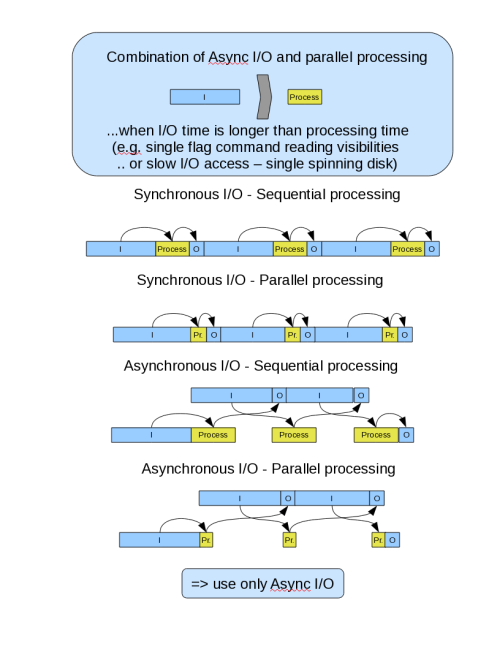 Combination of Async I/O and parallel processing
I
Process
...when I/O time is longer than processing time
(e.g. single flag command reading visibilities
.. or slow I/O access – single spinning disk)
Synchronous I/O - Sequential processing
I Process O I Process O I Process O
Synchronous I/O - Parallel processing
I Pr. O I Pr. O I Pr. O
Asynchronous I/O - Sequential processing
I O I O
I Process Process Process O
Asynchronous I/O - Parallel processing
I O I O
I Pr. Pr. Pr. O
=> use only Async I/O